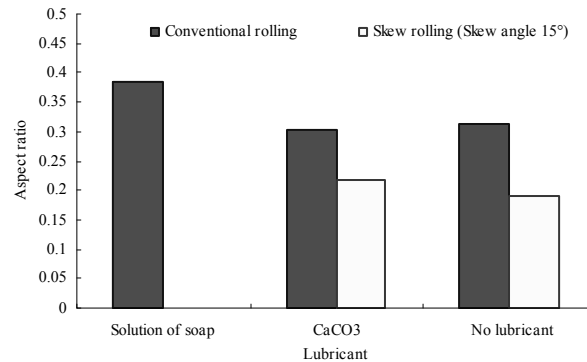 Conventional rolling
Skew rolling (Skew angle 15°)
Aspect ratio
0.5
0.45
0.4
0.35
0.3
0.25
0.2
0.15
0.1
0.05
0
Solution of soap
CaCO3
No lubricant
Lubricant